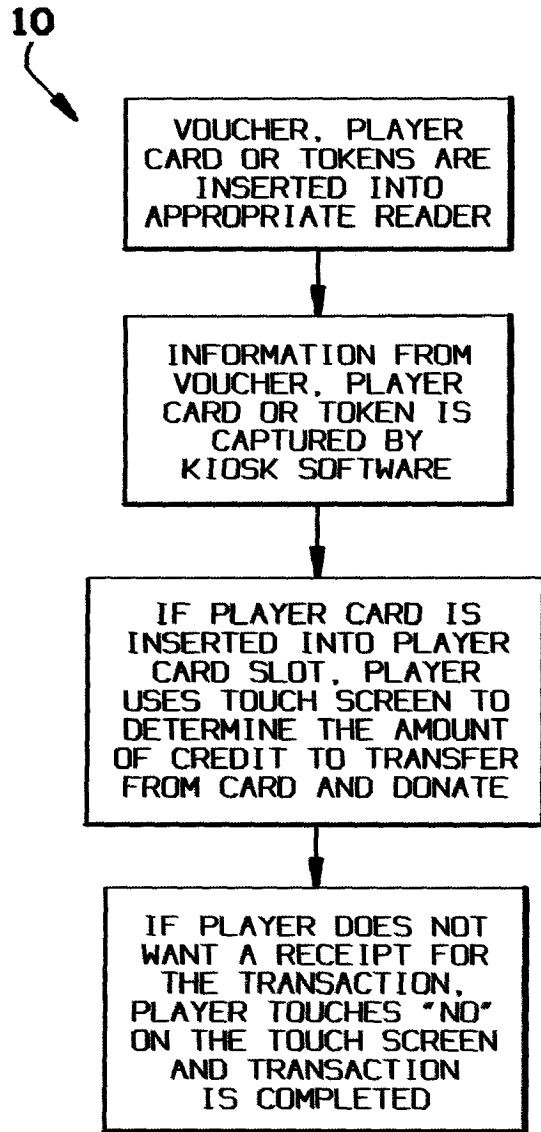 10
VOUCHER, PLAYER
CARD OR TOKENS ARE
INSERTED INTO
APPROPRIATE READER
INFORMATION FROM
VOUCHER, PLAYER
CARD OR TOKEN IS
CAPTURED BY
KIOSK SOFTWARE
IF PLAYER CARD IS
INSERTED INTO PLAYER
CARD SLOT, PLAYER
USES TOUCH SCREEN TO
DETERMINE THE AMOUNT
OF CREDIT TO TRANSFER
FROM CARD AND DONATE
IF PLAYER DOES NOT
WANT A RECEIPT FOR
THE TRANSACTION,
PLAYER TOUCHES "NO"
ON THE TOUCH SCREEN
AND TRANSACTION
IS COMPLETED